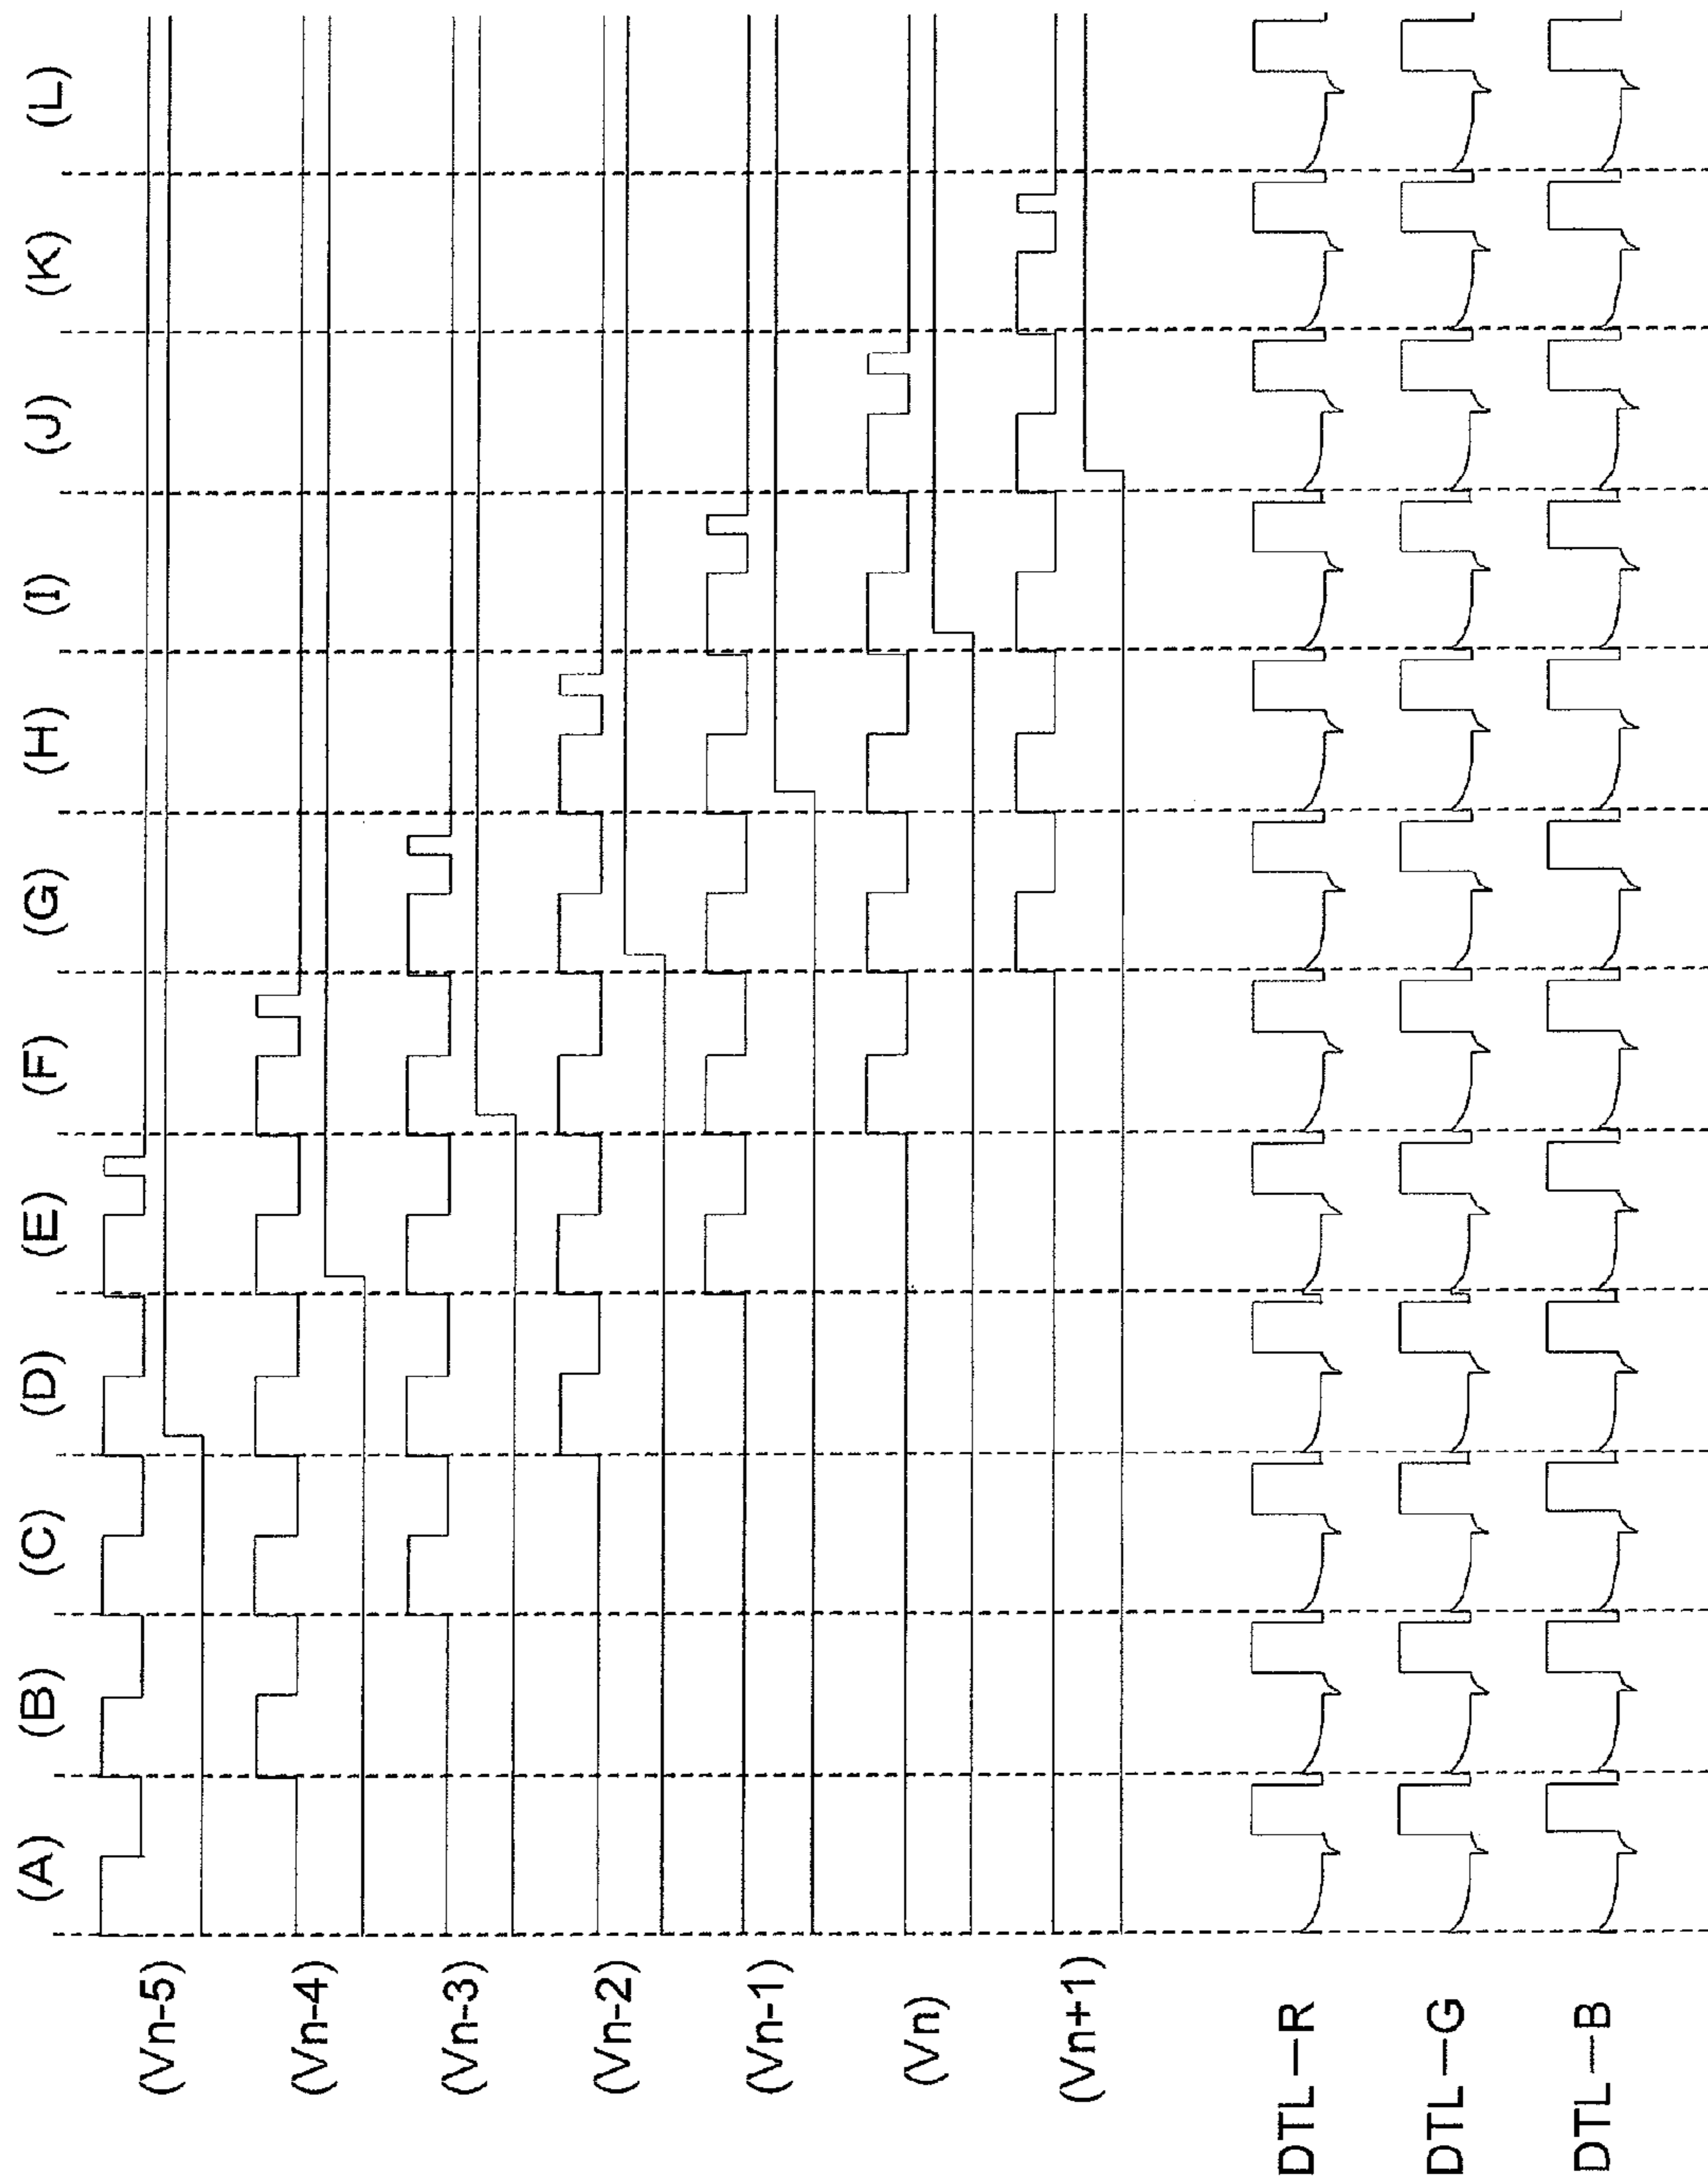 (A) (B) (C) (D) (E) (F) (G) (H) (I) (J) (K) (L)
(Vn-5)
(Vn-4)
(Vn-3)
(Vn-2)
(Vn-1)
(Vn)
(Vn+1)
DTL—R
DTL—G
DTL—B